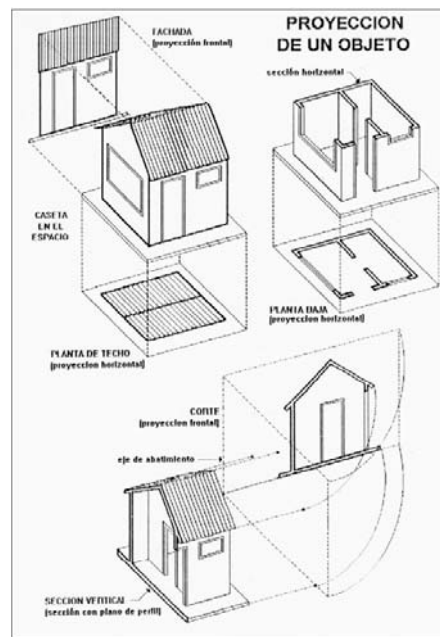 PROYECCION
DE UN OBJETO
FACHADA
(proyección frontal)
sección horizontal
CASETA
EN EL
ESPACIO
PLANTA DE TECHO
(proyeccion horizontal)
PLANTA BAJA
(proyeccion horizontal)
CORTE
(proyeccion frontal)
eje de abatimiento
SECCION VERTICAL
(sección con plano de perfil)